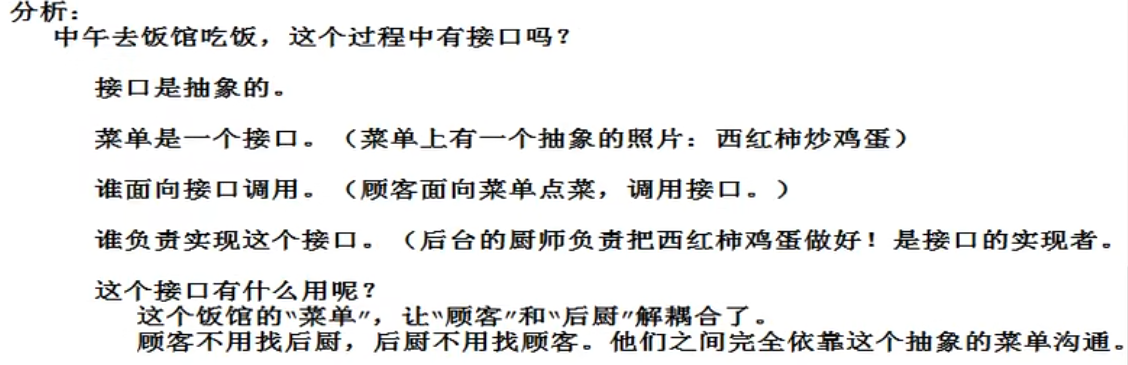 分析：
中午去饭馆吃饭，这个过程中有接口吗？
接口是抽象的。
菜单是一个接口。（菜单上有一个抽象的照片：西红柿炒鸡蛋）
谁面向接口调用。（顾客面向菜单点菜，调用接口。）
谁负责实现这个接口。（后台的厨师负责把西红柿鸡蛋做好！是接口的实现者。
这个接口有什么用呢？
这个饭馆的"菜单"，让"顾客"和"后厨"解耦合了。
顾客不用找后厨，后厨不用找顾客。他们之间完全依靠这个抽象的菜单沟通。